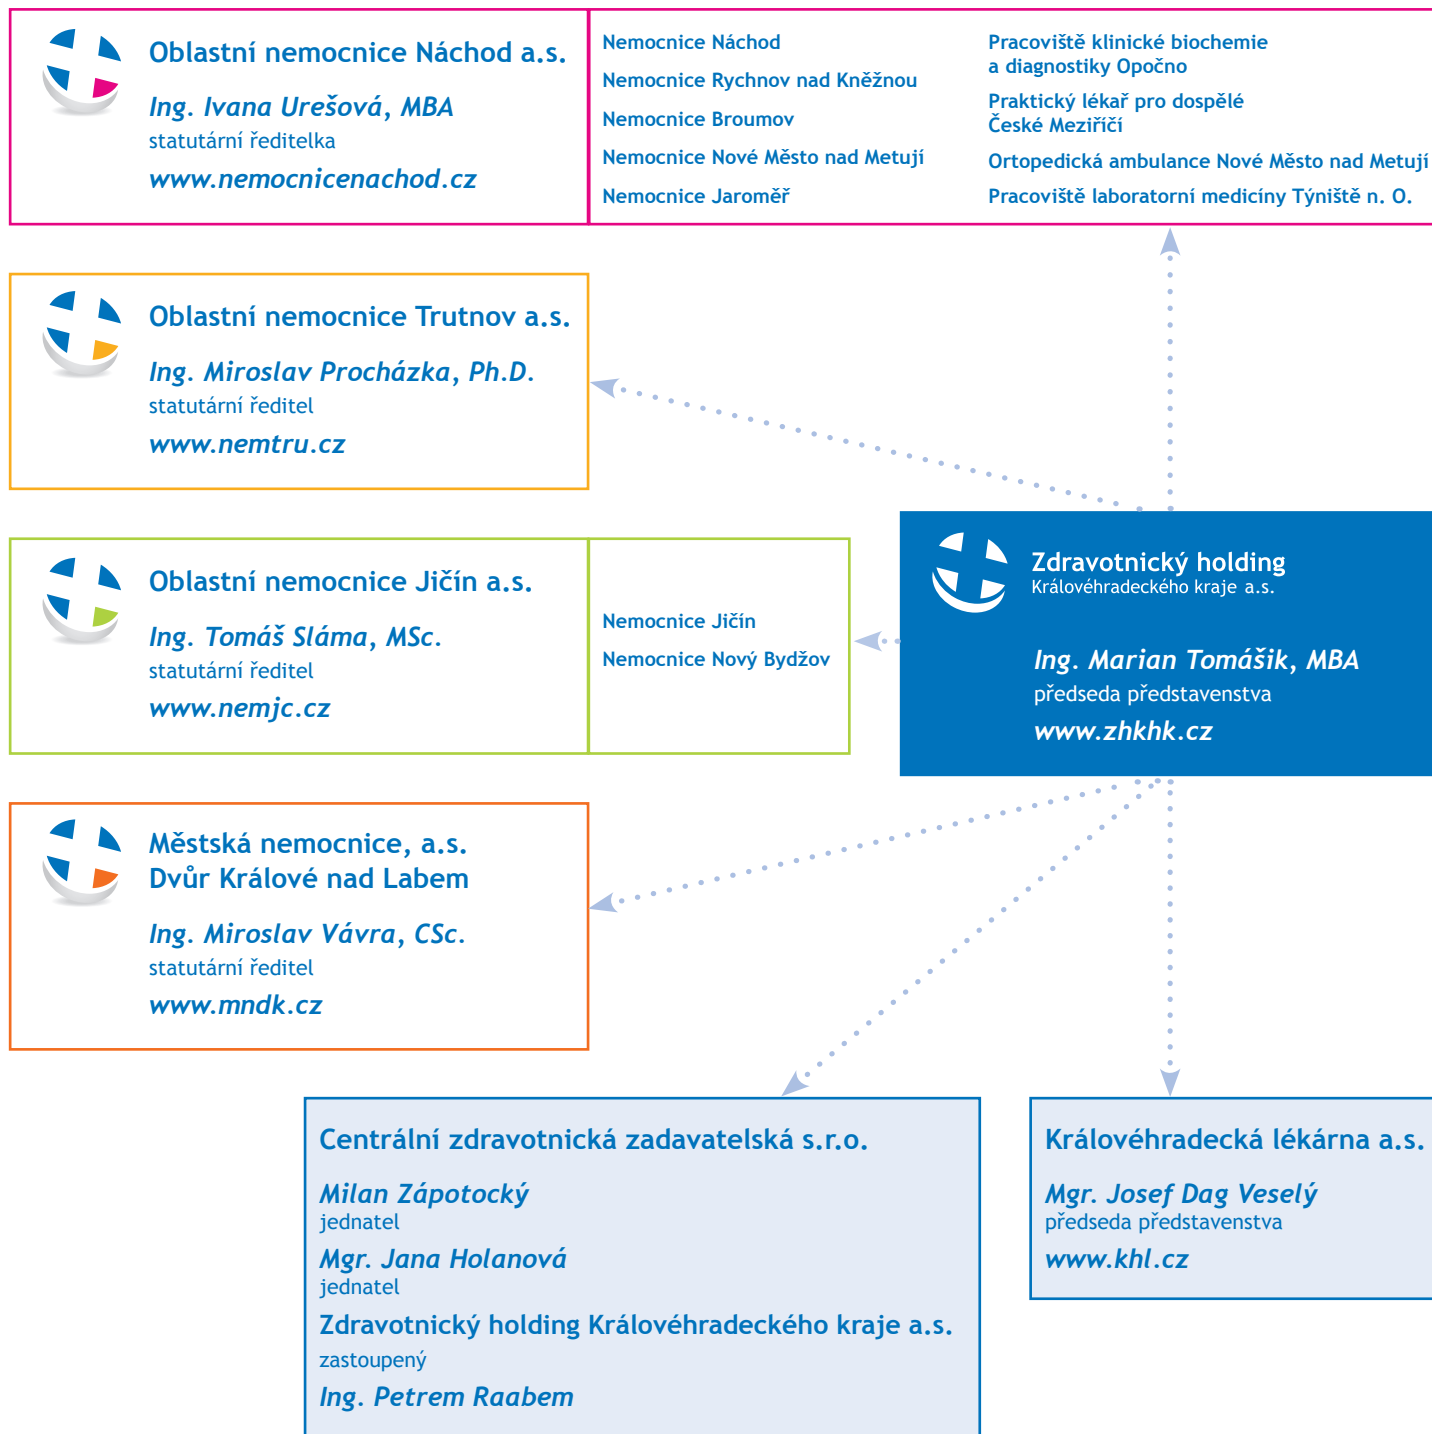 Oblastní nemocnice Náchod a.s.
Ing. Ivana Urešová, MBA
statutární ředitelka
www.nemocnicenachod.cz
Nemocnice Náchod
Nemocnice Rychnov nad Kněžnou
Nemocnice Broumov
Nemocnice Nové Město nad Metují
Nemocnice Jaroměř
Pracoviště klinické biochemie
a diagnostiky Opočno
Praktický lékař pro dospělé
České Meziříčí
Ortopedická ambulance Nové Město nad Metují
Pracoviště laboratorní medicíny Týniště n. O.
Oblastní nemocnice Trutnov a.s.
Ing. Miroslav Procházka, Ph.D.
statutární ředitel
www.nemtru.cz
Oblastní nemocnice Jičín a.s.
Ing. Tomáš Sláma, MSc.
statutární ředitel
www.nemjc.cz
Nemocnice Jičín
Nemocnice Nový Bydžov
Zdravotnický holding
Královéhradeckého kraje a.s.
Ing. Marian Tomášik, MBA
předseda představenstva
www.zhkhk.cz
Městská nemocnice, a.s.
Dvůr Králové nad Labem
Ing. Miroslav Vávra, CSc.
statutární ředitel
www.mndk.cz
Centrální zdravotnická zadavatelská s.r.o.
Milan Zápotocký
jednatel
Mgr. Jana Holanová
jednatel
Zdravotnický holding Královéhradeckého kraje a.s.
zastoupený
Ing. Petrem Raabem
Královéhradecká lékárna a.s.
Mgr. Josef Dag Veselý
předseda představenstva
www.khl.cz